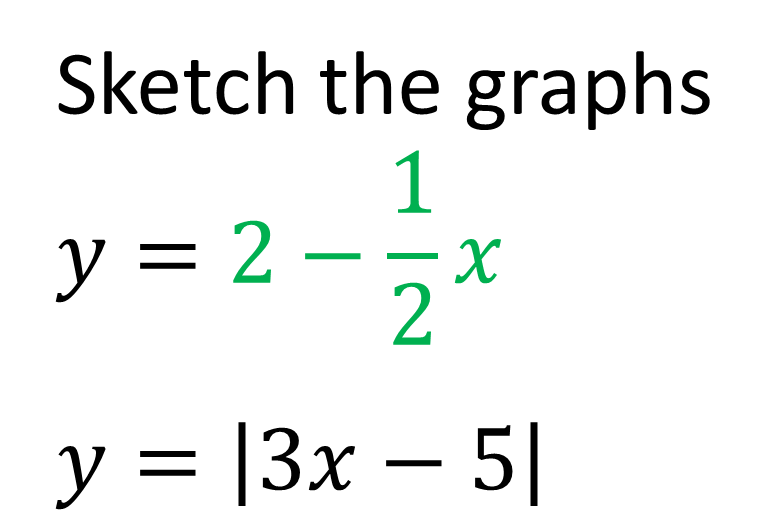 Sketch the graphs
y = 2 − 1/2 x
y = |3x − 5|